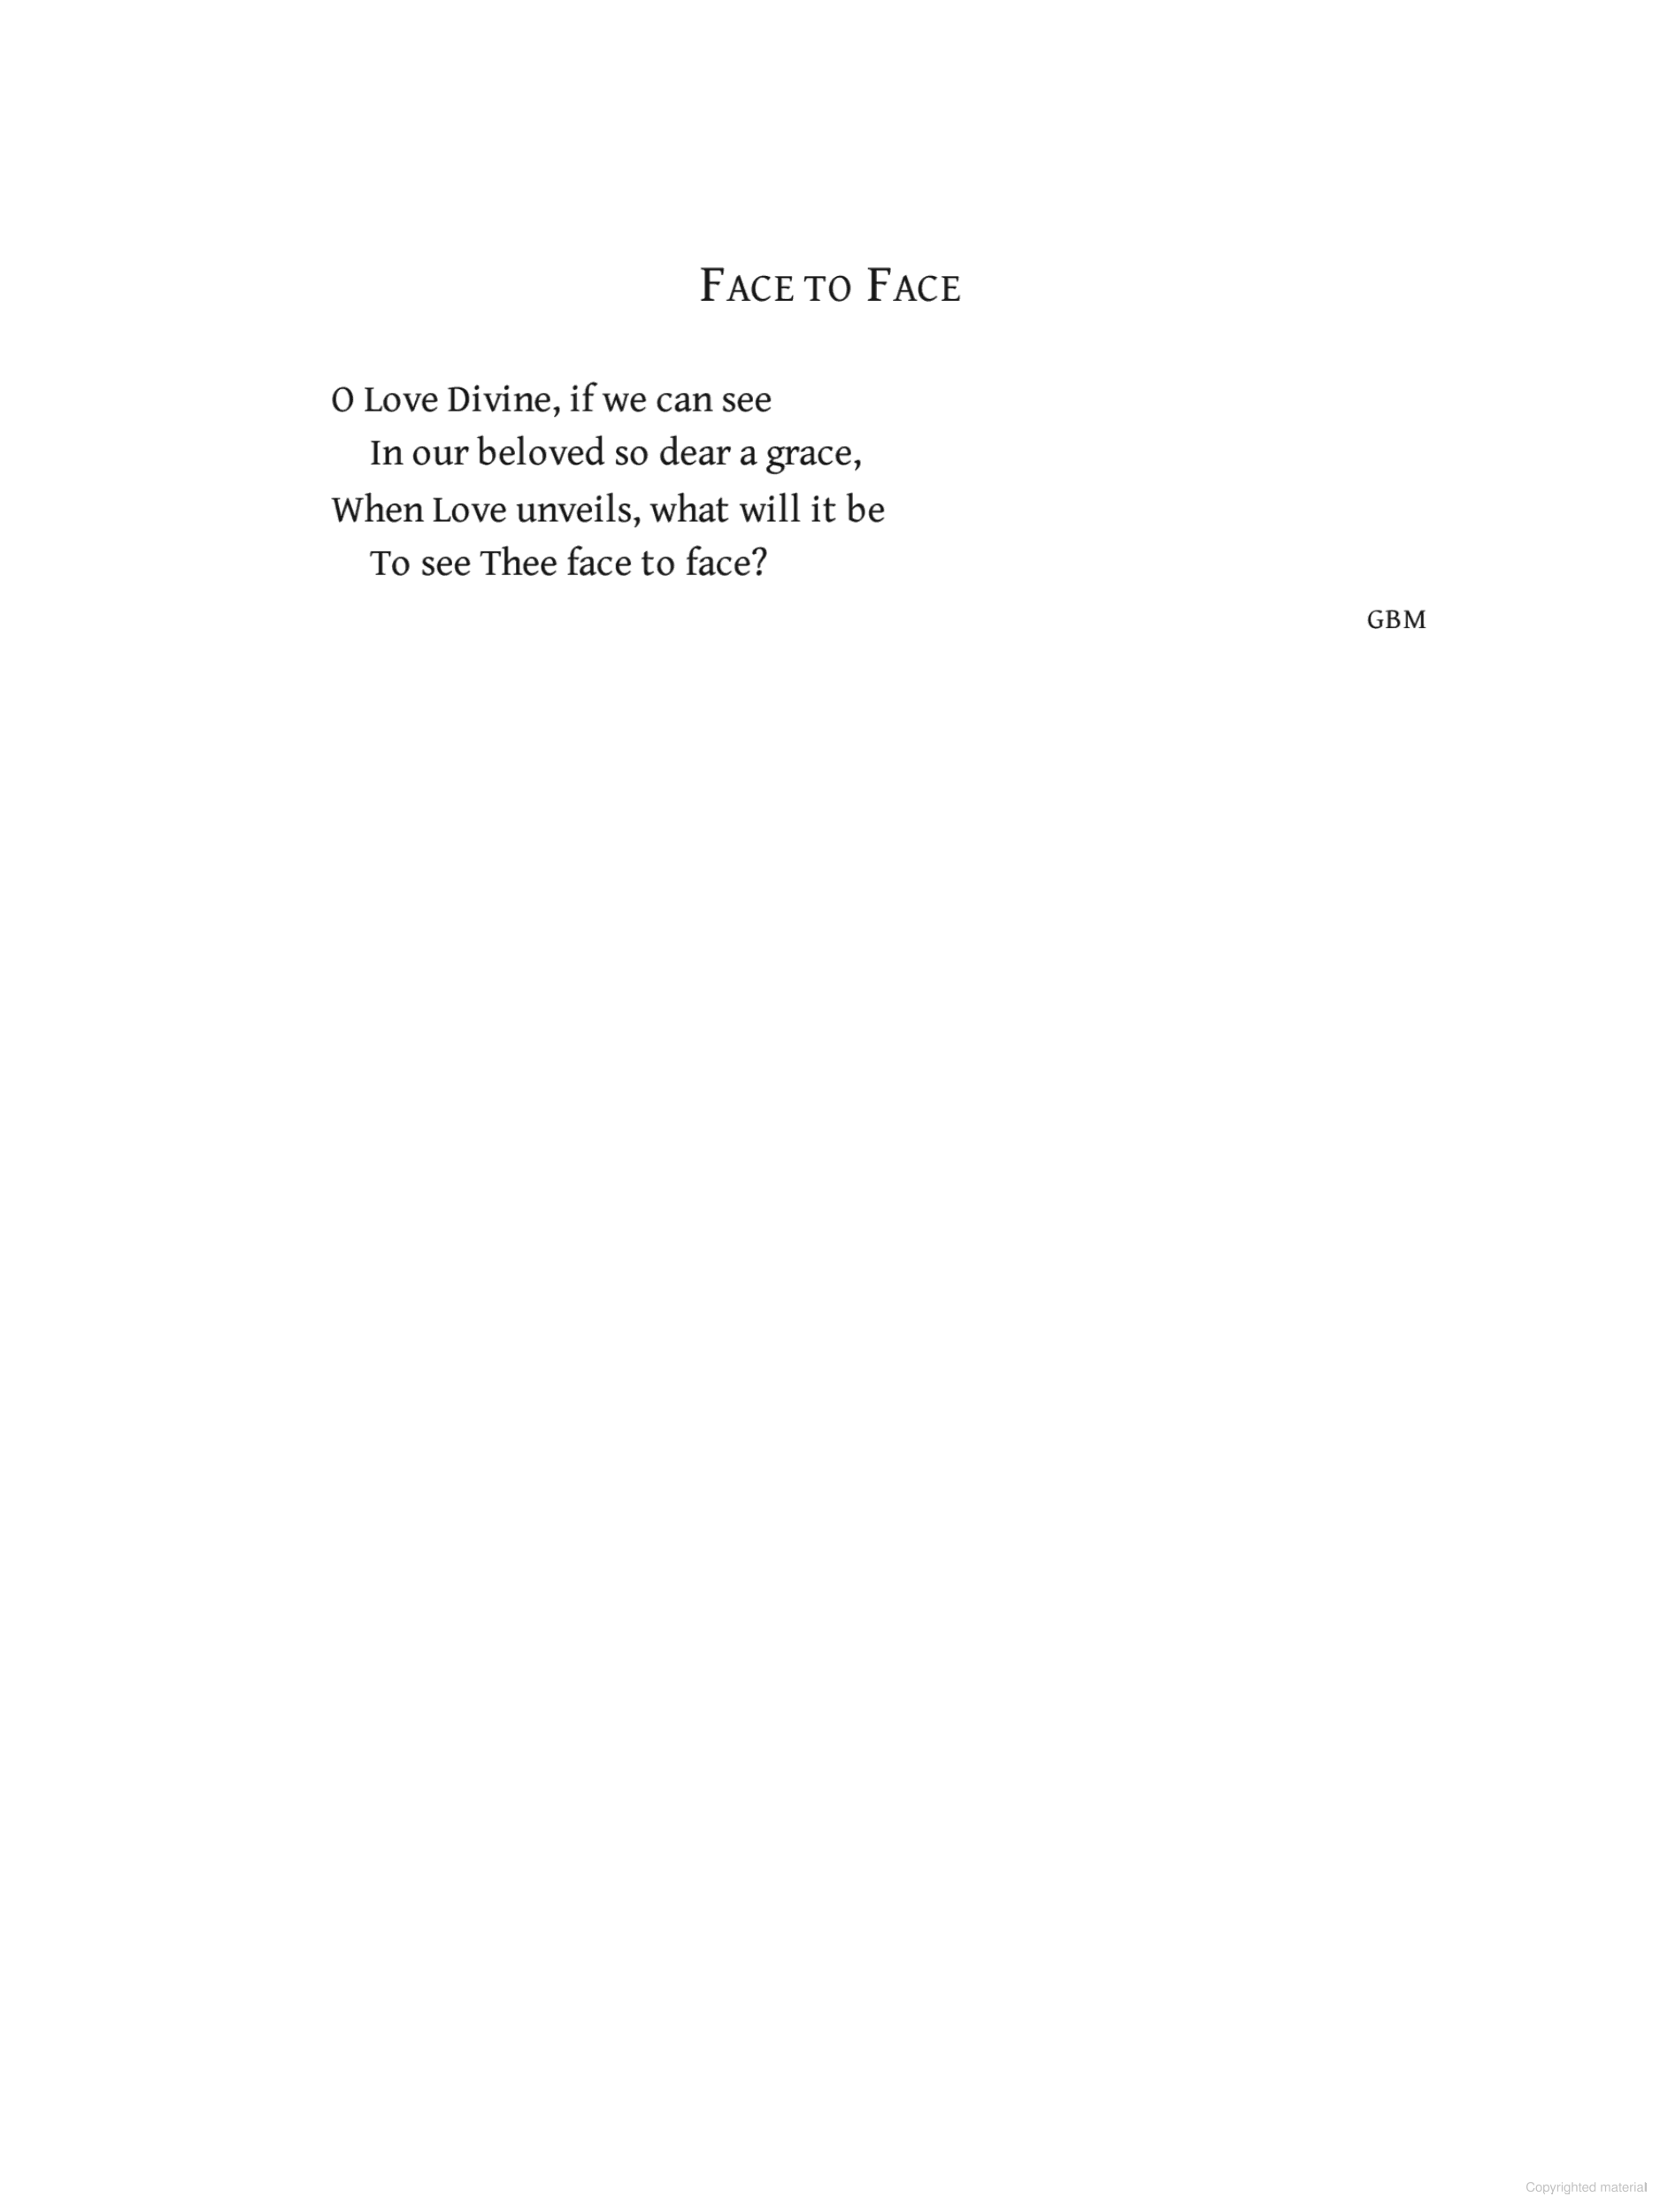 FACE TO FACE
O Love Divine, if we can see
In our beloved so dear a grace,
When Love unveils, what will it be
To see Thee face to face?
GBM
Copyrighted material